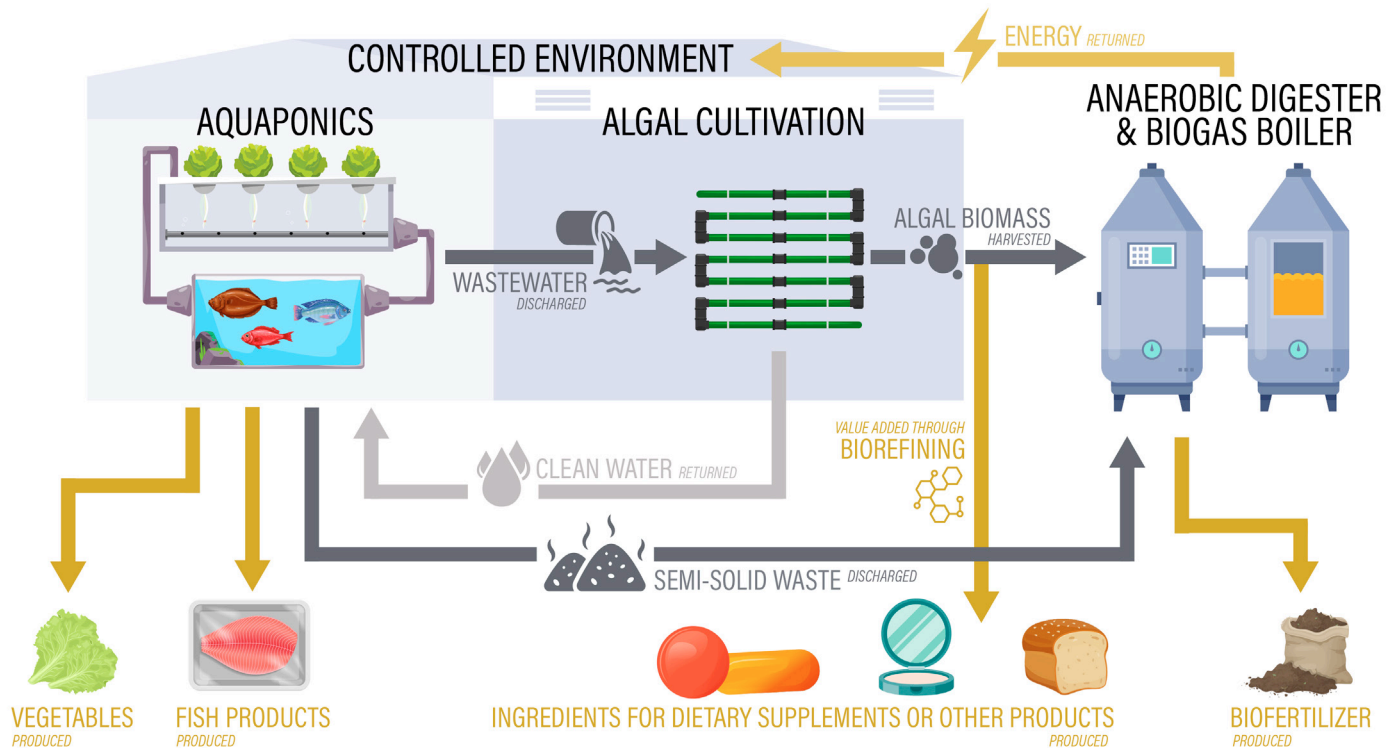 ENERGY RETURNED
CONTROLLED ENVIRONMENT
ANAEROBIC DIGESTER
& BIOGAS BOILER
AQUAPONICS
ALGAL CULTIVATION
ALGAL BIOMASS
HARVESTED
WASTEWATER
DISCHARGED
VALUE ADDED THROUGH
BIOREFINING
CLEAN WATER RETURNED
SEMI-SOLID WASTE DISCHARGED
VEGETABLES
PRODUCED
FISH PRODUCTS
PRODUCED
INGREDIENTS FOR DIETARY SUPPLEMENTS OR OTHER PRODUCTS
PRODUCED
BIOFERTILIZER
PRODUCED